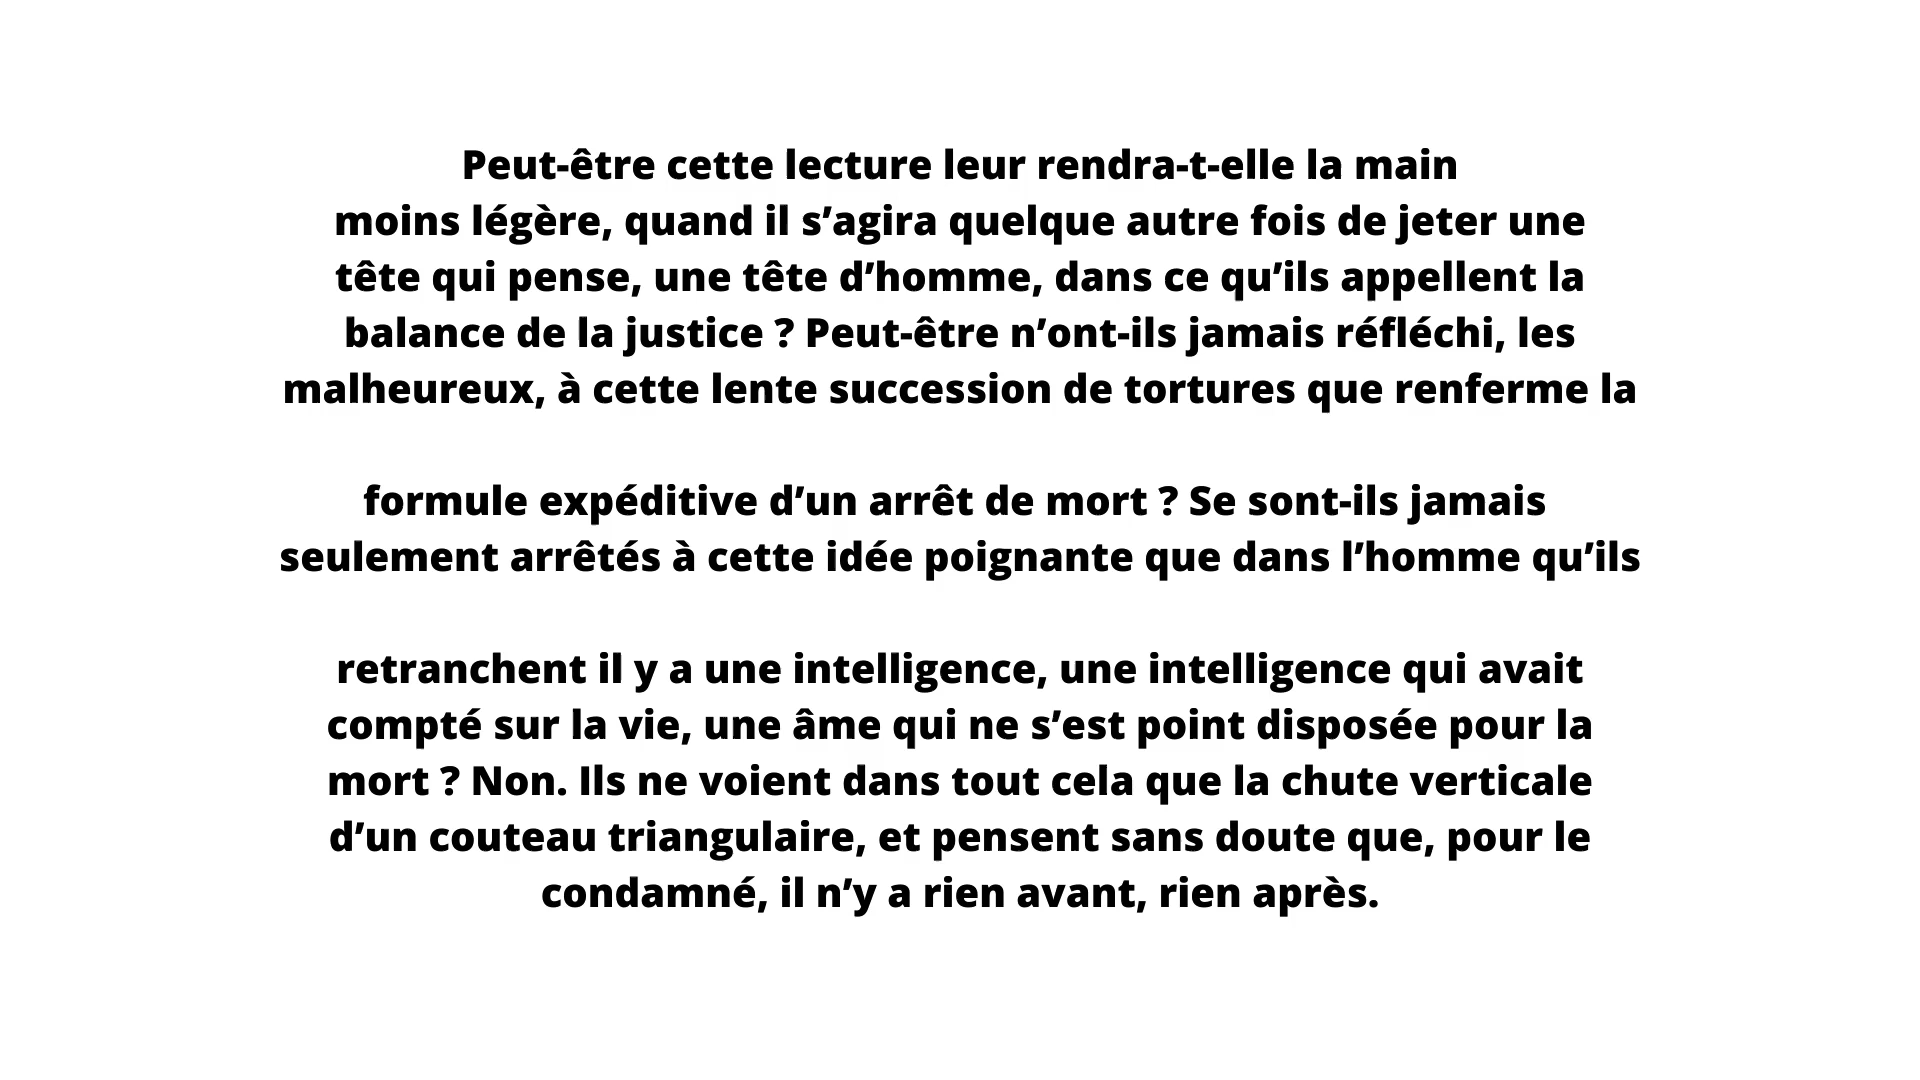 Peut-être cette lecture leur rendra-t-elle la main
moins légère, quand il s’agira quelque autre fois de jeter une
tête qui pense, une tête d’homme, dans ce qu’ils appellent la
balance de la justice ? Peut-être n’ont-ils jamais réfléchi, les
malheureux, à cette lente succession de tortures que renferme la
formule expéditive d’un arrêt de mort ? Se sont-ils jamais
seulement arrêtés à cette idée poignante que dans l’homme qu’ils
retranchent il y a une intelligence, une intelligence qui avait
compté sur la vie, une âme qui ne s’est point disposée pour la
mort ? Non. Ils ne voient dans tout cela que la chute verticale
d’un couteau triangulaire, et pensent sans doute que, pour le
condamné, il n’y a rien avant, rien après.